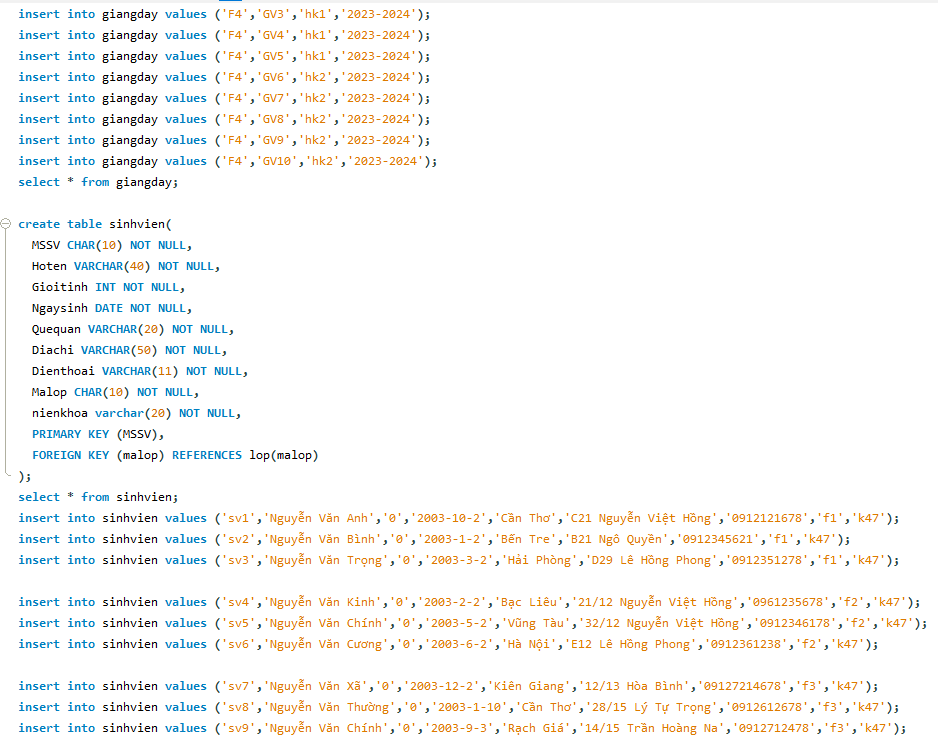 insert into giangday values ('F4','GV3','hk1','2023-2024');
insert into giangday values ('F4','GV4','hk1','2023-2024');
insert into giangday values ('F4','GV5','hk1','2023-2024');
insert into giangday values ('F4','GV6','hk2','2023-2024');
insert into giangday values ('F4','GV7','hk2','2023-2024');
insert into giangday values ('F4','GV8','hk2','2023-2024');
insert into giangday values ('F4','GV9','hk2','2023-2024');
insert into giangday values ('F4','GV10','hk2','2023-2024');
select * from giangday;
create table sinhvien(
MSSV CHAR(10) NOT NULL,
Hoten VARCHAR(40) NOT NULL,
Gioitinh INT NOT NULL,
Ngaysinh DATE NOT NULL,
Quequan VARCHAR(20) NOT NULL,
Diachi VARCHAR(50) NOT NULL,
Dienthoai VARCHAR(11) NOT NULL,
Malop CHAR(10) NOT NULL,
nienkhoa varchar(20) NOT NULL,
PRIMARY KEY (MSSV),
FOREIGN KEY (malop) REFERENCES lop(malop)
);
select * from sinhvien;
insert into sinhvien values ('sv1','Nguyễn Văn Anh','0','2003-10-2','Cần Thơ','C21 Nguyễn Việt Hồng','0912121678','f1','k47');
insert into sinhvien values ('sv2','Nguyễn Văn Bình','0','2003-1-2','Bến Tre','B21 Ngô Quyền','0912345621','f1','k47');
insert into sinhvien values ('sv3','Nguyễn Văn Trọng','0','2003-3-2','Hải Phòng','D29 Lê Hồng Phong','0912351278','f1','k47');
insert into sinhvien values ('sv4','Nguyễn Văn Kinh','0','2003-2-2','Bạc Liêu','21/12 Nguyễn Việt Hồng','0961235678','f2','k47');
insert into sinhvien values ('sv5','Nguyễn Văn Chính','0','2003-5-2','Vũng Tàu','32/12 Nguyễn Việt Hồng','0912346178','f2','k47');
insert into sinhvien values ('sv6','Nguyễn Văn Cương','0','2003-6-2','Hà Nội','E12 Lê Hồng Phong','0912361238','f2','k47');
insert into sinhvien values ('sv7','Nguyễn Văn Xã','0','2003-12-2','Kiên Giang','12/13 Hòa Bình','09127214678','f3','k47');
insert into sinhvien values ('sv8','Nguyễn Văn Thường','0','2003-1-10','Cần Thơ','28/15 Lý Tự Trọng','0912612678','f3','k47');
insert into sinhvien values ('sv9','Nguyễn Văn Chính','0','2003-9-3','Rạch Giá','14/15 Trần Hoàng Na','0912712478','f3','k47');